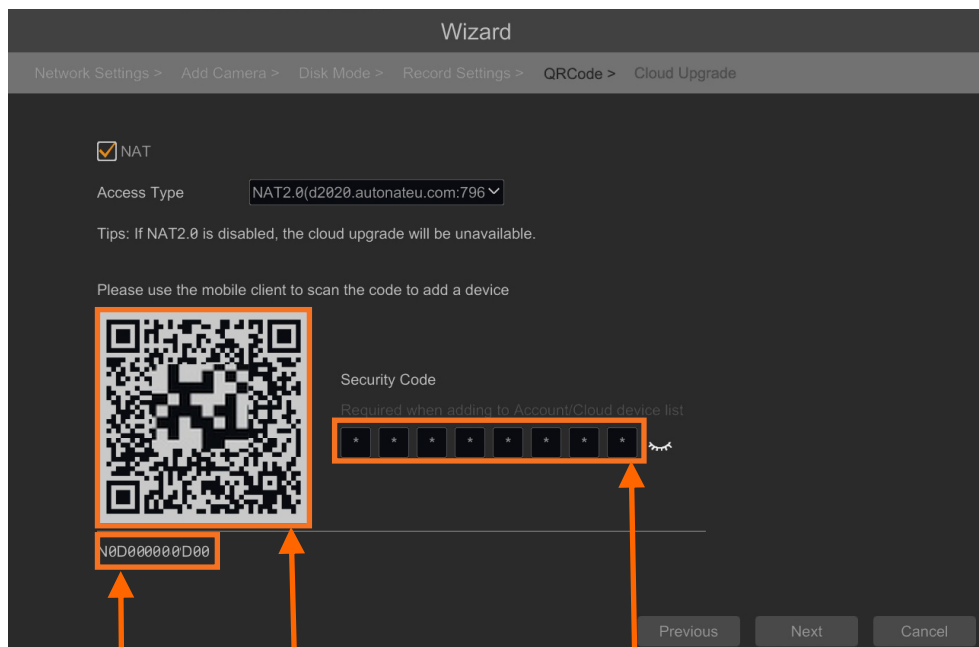 Wizard
Network Settings > Add Camera > Disk Mode > Record Settings > QRCode > Cloud Upgrade
NAT
Access Type NAT2.0(d2020.autonateu.com:796
Tips: If NAT2.0 is disabled, the cloud upgrade will be unavailable.
Please use the mobile client to scan the code to add a device
Security Code
Required when adding to Account/Cloud device list
* * * * * * * *
Previous Next Cancel